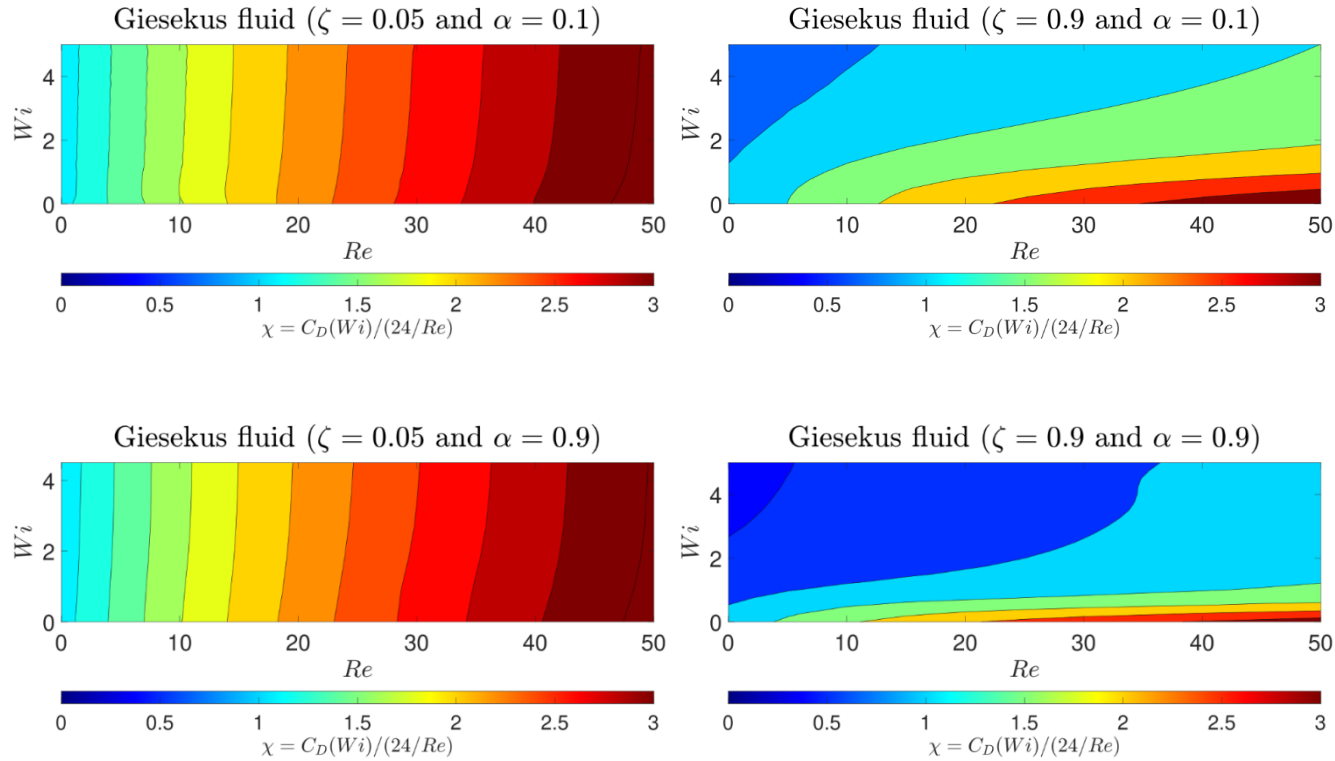 Giesekus fluid (ζ = 0.05 and α = 0.1)
4
2
0
Wi
0 10 20 30 40 50
Re
0 0.5 1 1.5 2 2.5 3
χ = C_D(Wi)/(24/Re)
Giesekus fluid (ζ = 0.9 and α = 0.1)
4
2
0
Wi
0 10 20 30 40 50
Re
0 0.5 1 1.5 2 2.5 3
χ = C_D(Wi)/(24/Re)
Giesekus fluid (ζ = 0.05 and α = 0.9)
4
2
0
Wi
0 10 20 30 40 50
Re
0 0.5 1 1.5 2 2.5 3
χ = C_D(Wi)/(24/Re)
Giesekus fluid (ζ = 0.9 and α = 0.9)
4
2
0
Wi
0 10 20 30 40 50
Re
0 0.5 1 1.5 2 2.5 3
χ = C_D(Wi)/(24/Re)